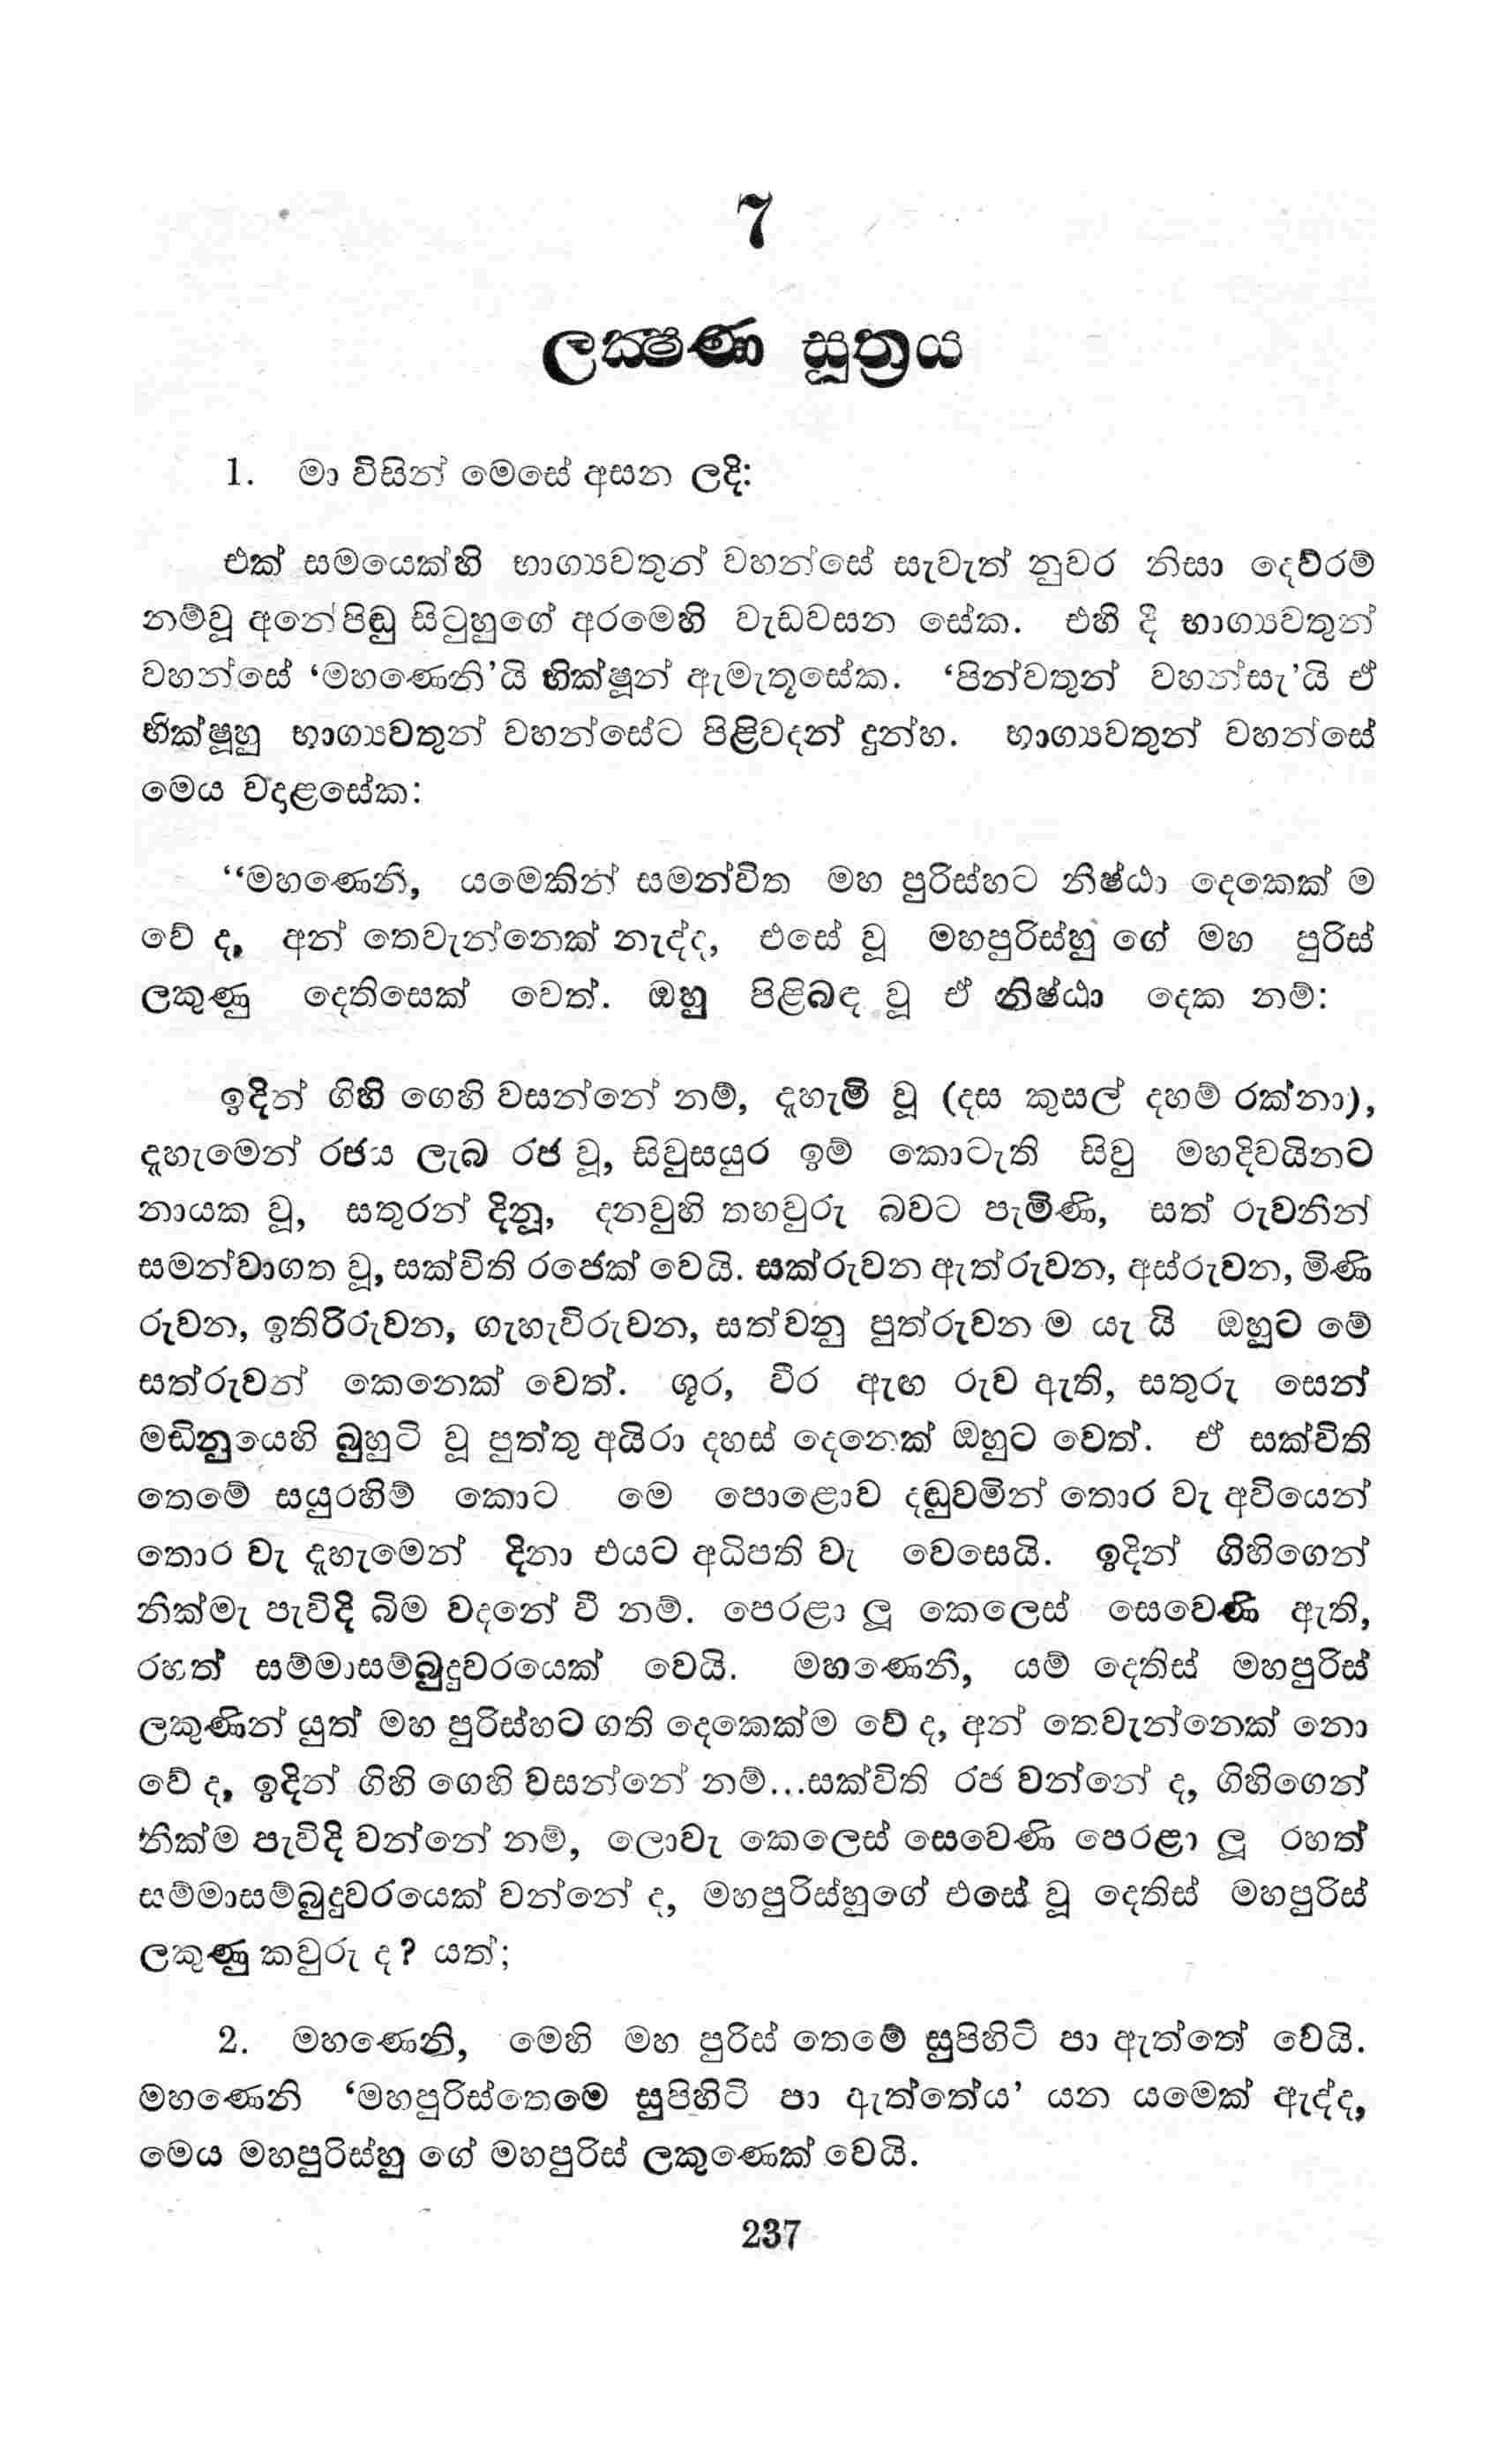 7
ලක්‍ෂණ සූත්‍රය
1. මා විසින් මෙසේ අසන ලදි:
එක් සමයෙක්හි භාග්‍යවතුන් වහන්සේ සැවැත් නුවර නිසා දෙව්රම්
නම්වූ අනේපිඬු සිටුහුගේ අරමෙහි වැඩවසන සේක. එහි දී භාග්‍යවතුන්
වහන්සේ ‘මහණෙනි’යි භික්ෂූන් ඇමැතූසේක. ‘පින්වතුන් වහන්සැ’යි ඒ
භික්ෂූහු භාග්‍යවතුන් වහන්සේට පිළිවදන් දුන්හ. භාග්‍යවතුන් වහන්සේ
මෙය වදාළසේක:
‘‘මහණෙනි, යමෙකින් සමන්විත මහ පුරිස්හට නිෂ්ඨා දෙකෙක් ම
වේ ද, අන් තෙවැන්නෙක් නැද්ද, එසේ වූ මහපුරිස්හු ගේ මහ පුරිස්
ලකුණු දෙතිසෙක් වෙත්. ඔහු පිළිබඳ වූ ඒ නිෂ්ඨා දෙක නම්:
ඉදින් ගිහි ගෙහි වසන්නේ නම්, දැහැමි වූ (දස කුසල් දහම් රක්නා),
දැහැමෙන් රජය ලැබ රජ වූ, සිවුසයුර ඉම් කොටැති සිවු මහදිවයිනට
නායක වූ, සතුරන් දිනූ, දනවුහි තහවුරු බවට පැමිණි, සත් රුවනින්
සමන්වාගත වූ, සක්විති රජෙක් වෙයි. සක්රුවන ඇත්රුවන, අස්රුවන, මිණි
රුවන, ඉතිරිරුවන, ගැහැවිරුවන, සත්වනු පුත්රුවන ම යැ යි ඔහුට මේ
සත්රුවන් කෙනෙක් වෙත්. ශූර, වීර ඇඟ රුව ඇති, සතුරු සෙන්
මඩිනුයෙහි බුහුටි වූ පුත්තු අයිරා දහස් දෙනෙක් ඔහුට වෙත්. ඒ සක්විති
තෙමේ සයුරහිම් කොට මෙ පොළොව දඬුවමින් තොර වැ අවියෙන්
තොර වැ දැහැමෙන් දිනා එයට අධිපති වැ වෙසෙයි. ඉදින් ගිහිගෙන්
නික්මැ පැවිදි බිම වදනේ වී නම්. පෙරළා ලූ කෙලෙස් සෙවෙණි ඇති,
රහත් සම්මාසම්බුදුවරයෙක් වෙයි. මහණෙනි, යම් දෙතිස් මහපුරිස්
ලකුණින් යුත් මහ පුරිස්හට ගති දෙකෙක්ම වේ ද, අන් තෙවැන්නෙක් නො
වේ ද, ඉදින් ගිහි ගෙහි වසන්නේ නම්...සක්විති රජ වන්නේ ද, ගිහිගෙන්
නික්ම පැවිදි වන්නේ නම්, ලොවැ කෙලෙස් සෙවෙණි පෙරළා ලූ රහත්
සම්මාසම්බුදුවරයෙක් වන්නේ ද, මහපුරිස්හුගේ එසේ වූ දෙතිස් මහපුරිස්
ලකුණු කවුරු ද? යත්;
2. මහණෙනි, මෙහි මහ පුරිස් තෙමේ සුපිහිටි පා ඇත්තේ වෙයි.
මහණෙනි ‘මහපුරිස්තෙමෙ සුපිහිටි පා ඇත්තේය’ යන යමෙක් ඇද්ද,
මෙය මහපුරිස්හු ගේ මහපුරිස් ලකුණෙක් වෙයි.
237